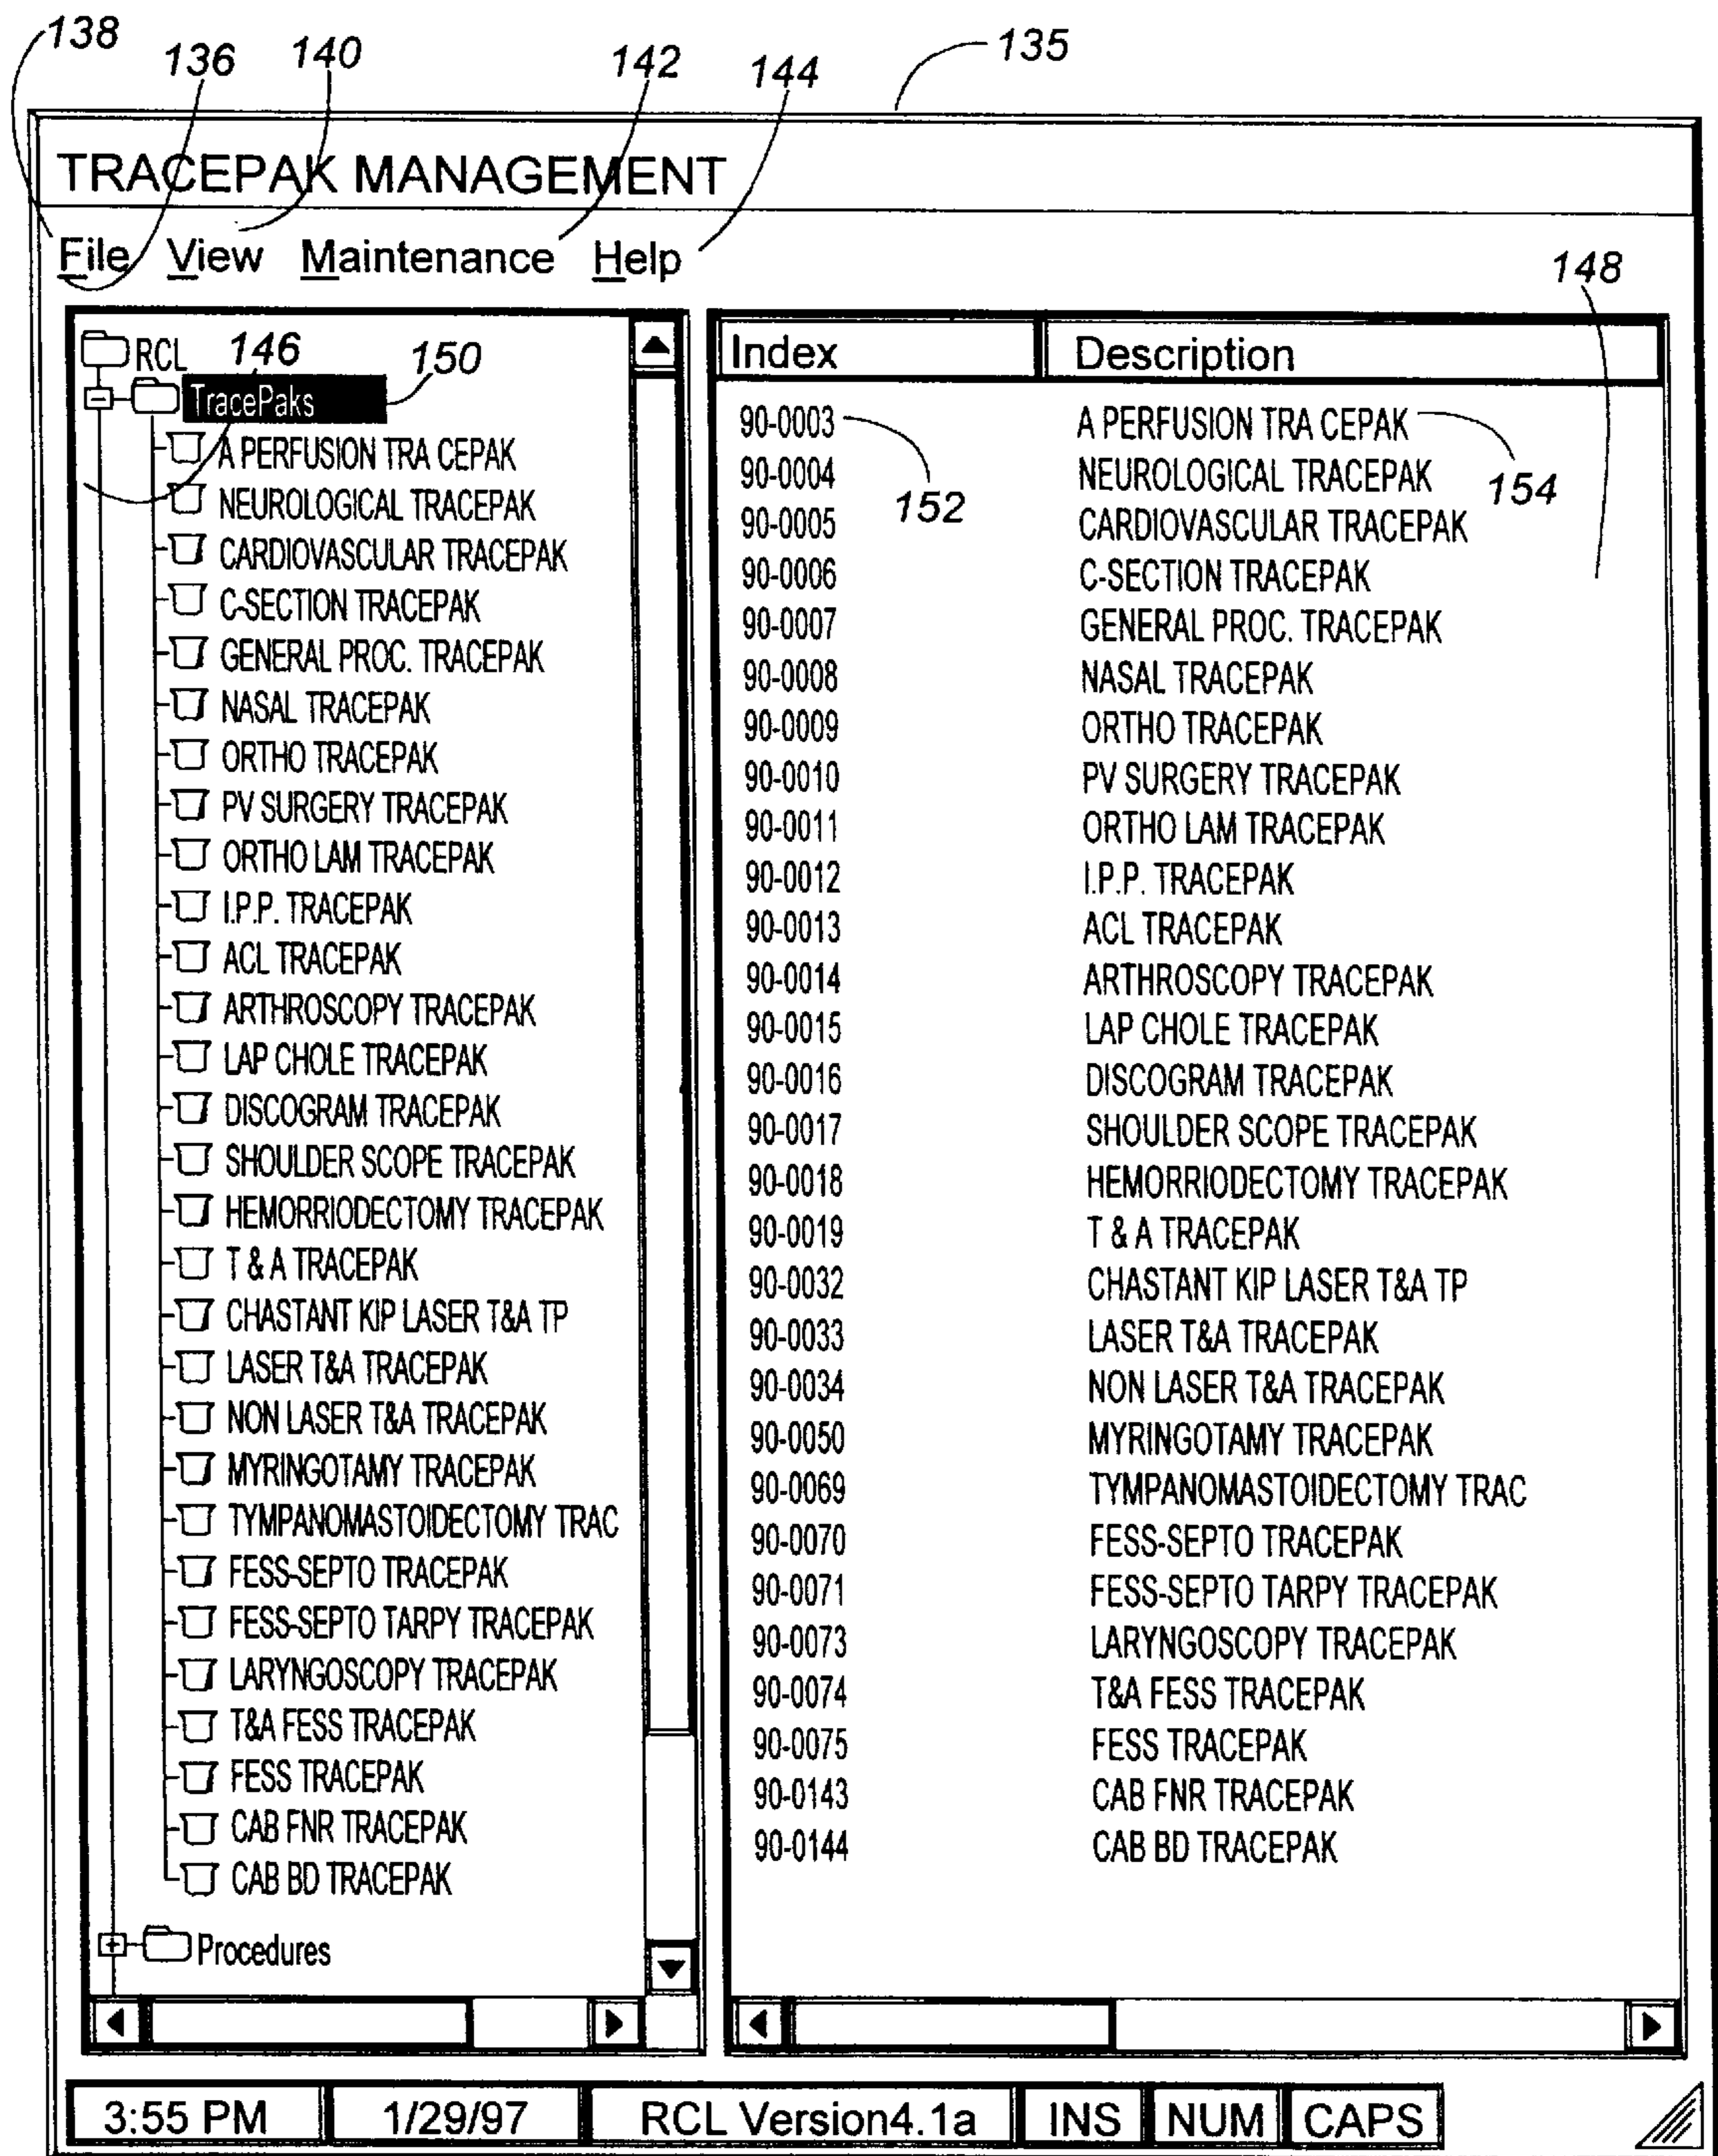 138 136 140 142 144 135
TRACEPAK MANAGEMENT
File View Maintenance Help
148
RCL 146 150
TracePaks
A PERFUSION TRA CEPAK
NEUROLOGICAL TRACEPAK
CARDIOVASCULAR TRACEPAK
C-SECTION TRACEPAK
GENERAL PROC. TRACEPAK
NASAL TRACEPAK
ORTHO TRACEPAK
PV SURGERY TRACEPAK
ORTHO LAM TRACEPAK
I.P.P. TRACEPAK
ACL TRACEPAK
ARTHROSCOPY TRACEPAK
LAP CHOLE TRACEPAK
DISCOGRAM TRACEPAK
SHOULDER SCOPE TRACEPAK
HEMORRIODECTOMY TRACEPAK
T & A TRACEPAK
CHASTANT KIP LASER T&A TP
LASER T&A TRACEPAK
NON LASER T&A TRACEPAK
MYRINGOTAMY TRACEPAK
TYMPANOMASTOIDECTOMY TRAC
FESS-SEPTO TRACEPAK
FESS-SEPTO TARPY TRACEPAK
LARYNGOSCOPY TRACEPAK
T&A FESS TRACEPAK
FESS TRACEPAK
CAB FNR TRACEPAK
CAB BD TRACEPAK
Procedures
Index Description
90-0003 A PERFUSION TRA CEPAK
90-0004 NEUROLOGICAL TRACEPAK
152 154
90-0005 CARDIOVASCULAR TRACEPAK
90-0006 C-SECTION TRACEPAK
90-0007 GENERAL PROC. TRACEPAK
90-0008 NASAL TRACEPAK
90-0009 ORTHO TRACEPAK
90-0010 PV SURGERY TRACEPAK
90-0011 ORTHO LAM TRACEPAK
90-0012 I.P.P. TRACEPAK
90-0013 ACL TRACEPAK
90-0014 ARTHROSCOPY TRACEPAK
90-0015 LAP CHOLE TRACEPAK
90-0016 DISCOGRAM TRACEPAK
90-0017 SHOULDER SCOPE TRACEPAK
90-0018 HEMORRIODECTOMY TRACEPAK
90-0019 T & A TRACEPAK
90-0032 CHASTANT KIP LASER T&A TP
90-0033 LASER T&A TRACEPAK
90-0034 NON LASER T&A TRACEPAK
90-0050 MYRINGOTAMY TRACEPAK
90-0069 TYMPANOMASTOIDECTOMY TRAC
90-0070 FESS-SEPTO TRACEPAK
90-0071 FESS-SEPTO TARPY TRACEPAK
90-0073 LARYNGOSCOPY TRACEPAK
90-0074 T&A FESS TRACEPAK
90-0075 FESS TRACEPAK
90-0143 CAB FNR TRACEPAK
90-0144 CAB BD TRACEPAK
3:55 PM 1/29/97 RCL Version4.1a INS NUM CAPS